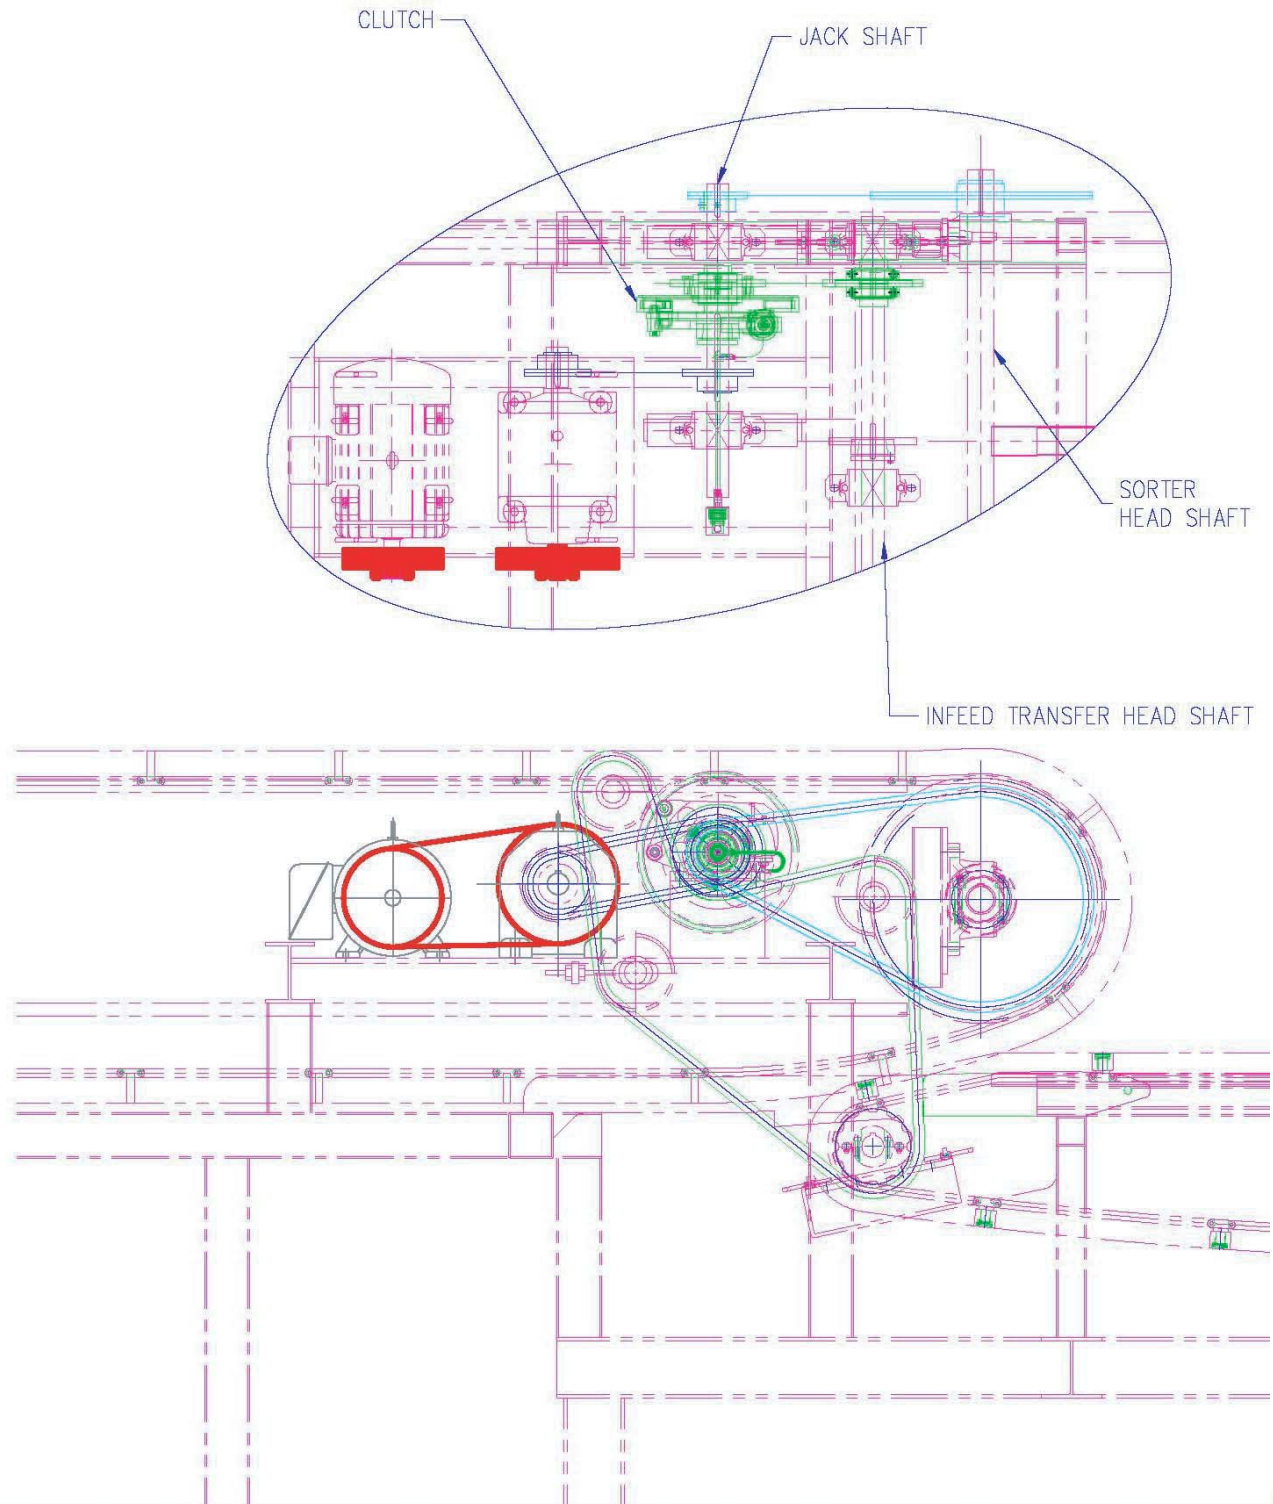 CLUTCH
JACK SHAFT
SORTER
HEAD SHAFT
INFEED TRANSFER HEAD SHAFT